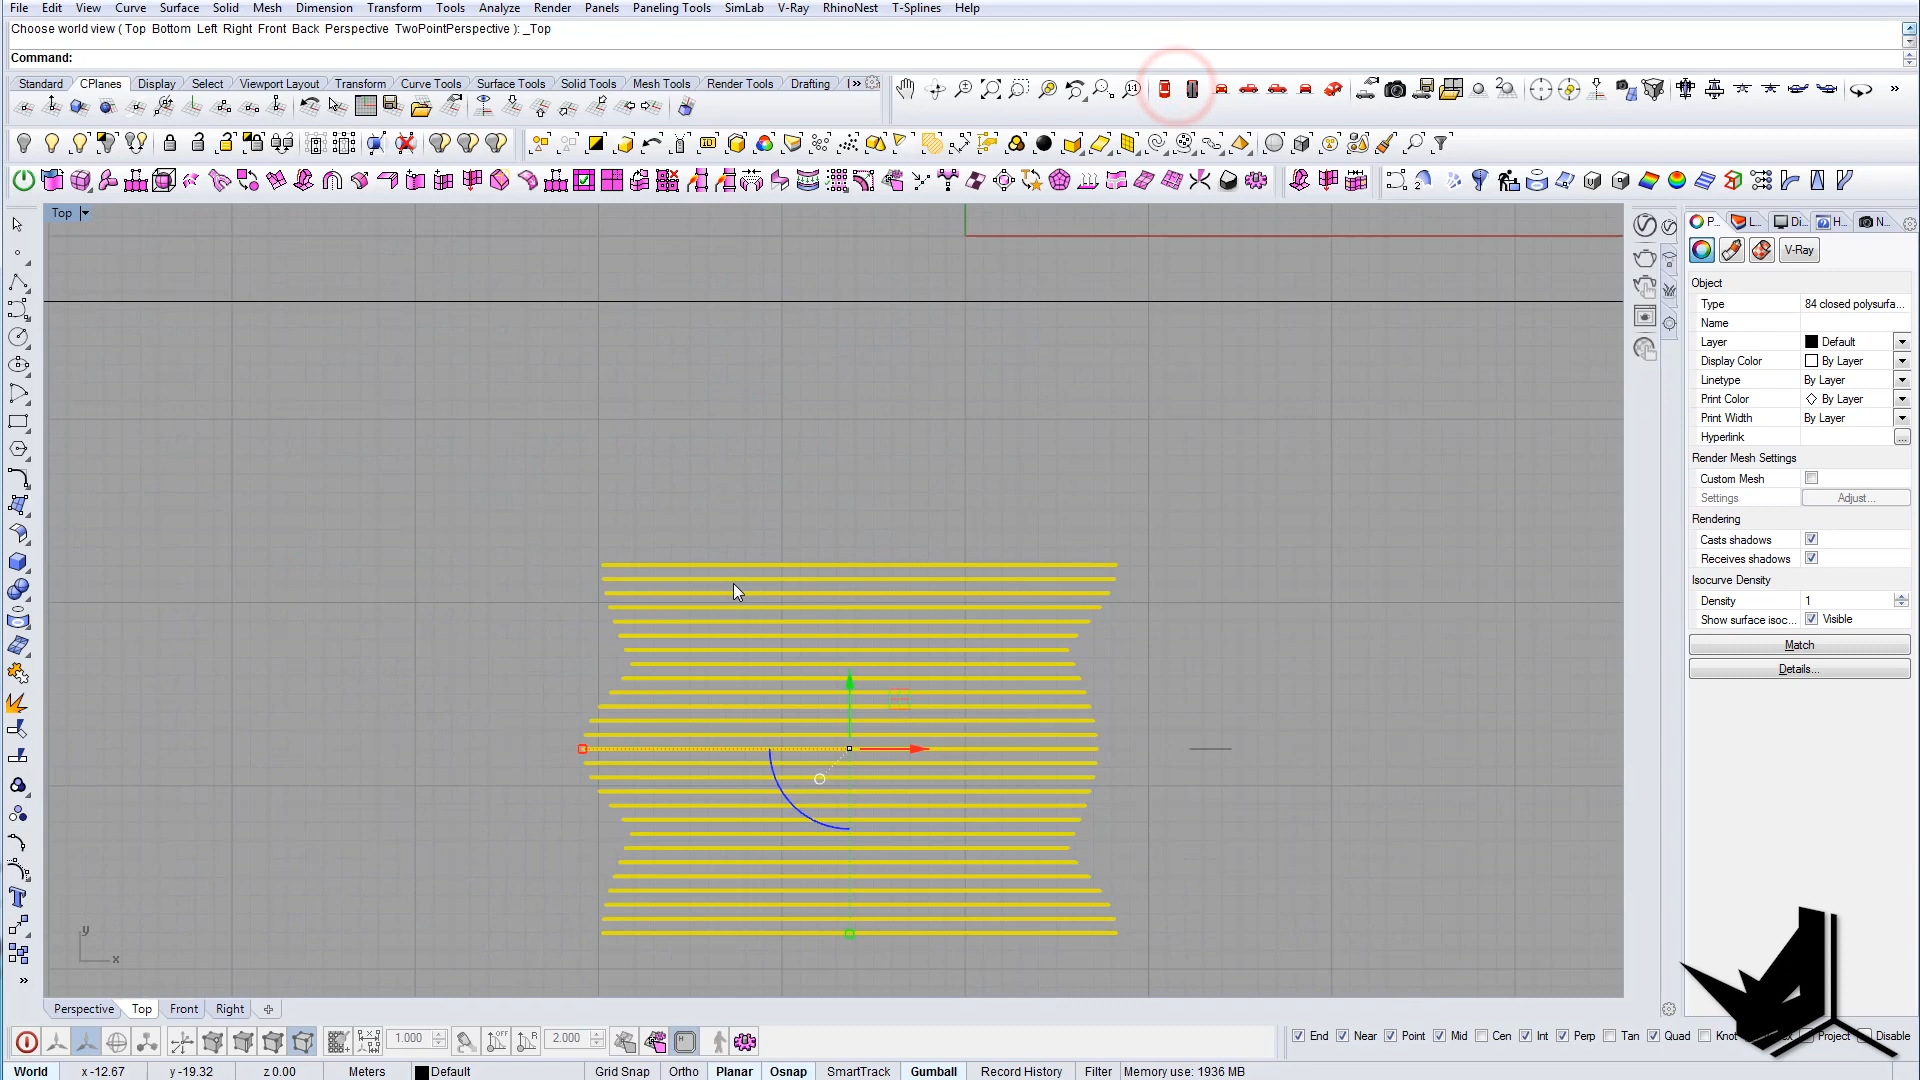 File Edit View Curve Surface Solid Mesh Dimension Transform Tools Analyze Render Panels Paneling Tools SimLab V-Ray RhinoNest T-Splines Help
Choose world view ( Top Bottom Left Right Front Back Perspective TwoPointPerspective ): _Top
Command:
Standard CPlanes Display Select Viewport Layout Transform Curve Tools Surface Tools Solid Tools Mesh Tools Render Tools Drafting
Top
P... L... Di... H... N...
V-Ray
Object
Type 84 closed polysurfa...
Name
Layer Default
Display Color By Layer
Linetype By Layer
Print Color By Layer
Print Width By Layer
Hyperlink ...
Render Mesh Settings
Custom Mesh
Settings Adjust...
Rendering
Casts shadows
Receives shadows
Isocurve Density
Density 1
Show surface isoc... Visible
Match
Details...
y
x
Perspective Top Front Right
1.000 2.000
End Near Point Mid Cen Int Perp Tan Quad Knot Project Disable
World x -12.67 y -19.32 z 0.00 Meters Default Grid Snap Ortho Planar Osnap SmartTrack Gumball Record History Filter Memory use: 1936 MB